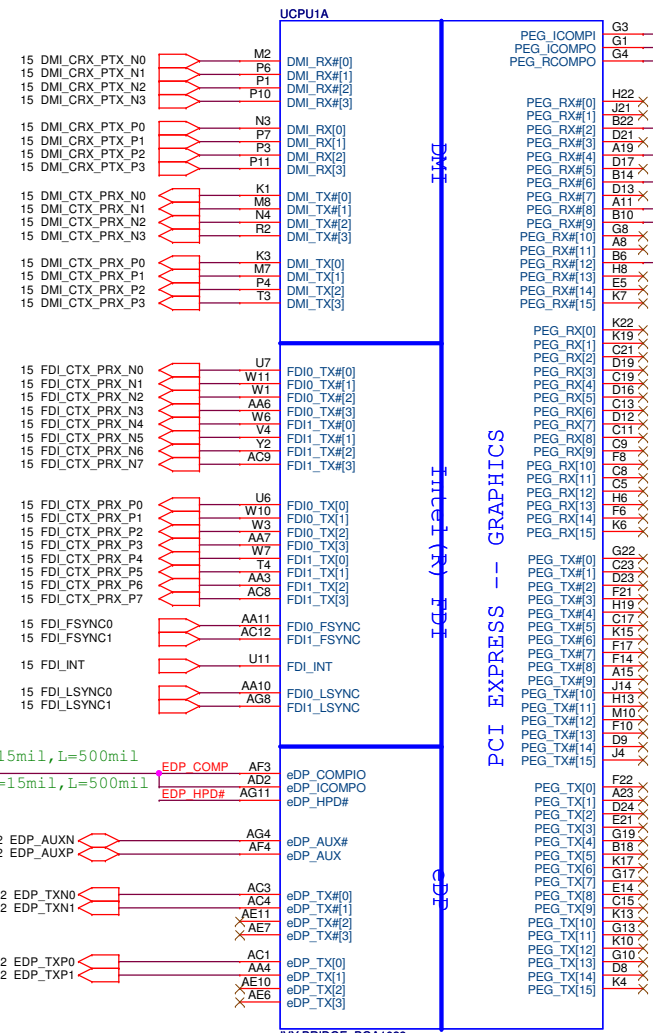 UCPU1A
15 DMI_CRX_PTX_N0 M2 DMI_RX#[0]
15 DMI_CRX_PTX_N1 P6 DMI_RX#[1]
15 DMI_CRX_PTX_N2 P1 DMI_RX#[2]
15 DMI_CRX_PTX_N3 P10 DMI_RX#[3]
15 DMI_CRX_PTX_P0 N3 DMI_RX[0]
15 DMI_CRX_PTX_P1 P7 DMI_RX[1]
15 DMI_CRX_PTX_P2 P3 DMI_RX[2]
15 DMI_CRX_PTX_P3 P11 DMI_RX[3]
15 DMI_CTX_PRX_N0 K1 DMI_TX#[0]
15 DMI_CTX_PRX_N1 M8 DMI_TX#[1]
15 DMI_CTX_PRX_N2 N4 DMI_TX#[2]
15 DMI_CTX_PRX_N3 R2 DMI_TX#[3]
15 DMI_CTX_PRX_P0 K3 DMI_TX[0]
15 DMI_CTX_PRX_P1 M7 DMI_TX[1]
15 DMI_CTX_PRX_P2 P4 DMI_TX[2]
15 DMI_CTX_PRX_P3 T3 DMI_TX[3]
DMI
15 FDI_CTX_PRX_N0 U7 FDI0_TX#[0]
15 FDI_CTX_PRX_N1 W11 FDI0_TX#[1]
15 FDI_CTX_PRX_N2 W1 FDI0_TX#[2]
15 FDI_CTX_PRX_N3 AA6 FDI0_TX#[3]
15 FDI_CTX_PRX_N4 W6 FDI1_TX#[0]
15 FDI_CTX_PRX_N5 V4 FDI1_TX#[1]
15 FDI_CTX_PRX_N6 Y2 FDI1_TX#[2]
15 FDI_CTX_PRX_N7 AC9 FDI1_TX#[3]
15 FDI_CTX_PRX_P0 U6 FDI0_TX[0]
15 FDI_CTX_PRX_P1 W10 FDI0_TX[1]
15 FDI_CTX_PRX_P2 W3 FDI0_TX[2]
15 FDI_CTX_PRX_P3 AA7 FDI0_TX[3]
15 FDI_CTX_PRX_P4 W7 FDI1_TX[0]
15 FDI_CTX_PRX_P5 T4 FDI1_TX[1]
15 FDI_CTX_PRX_P6 AA3 FDI1_TX[2]
15 FDI_CTX_PRX_P7 AC8 FDI1_TX[3]
15 FDI_FSYNC0 AA11 FDI0_FSYNC
15 FDI_FSYNC1 AC12 FDI1_FSYNC
15 FDI_INT U11 FDI_INT
15 FDI_LSYNC0 AA10 FDI0_LSYNC
15 FDI_LSYNC1 AG8 FDI1_LSYNC
Intel(R) FDI
15mil,L=500mil EDP_COMP AF3 eDP_COMPIO
=15mil,L=500mil AD2 eDP_ICOMPO
EDP_HPD# AG11 eDP_HPD#
2 EDP_AUXN AG4 eDP_AUX#
2 EDP_AUXP AF4 eDP_AUX
2 EDP_TXN0 AC3 eDP_TX#[0]
2 EDP_TXN1 AC4 eDP_TX#[1]
AE11 eDP_TX#[2]
AE7 eDP_TX#[3]
2 EDP_TXP0 AC1 eDP_TX[0]
2 EDP_TXP1 AA4 eDP_TX[1]
AE10 eDP_TX[2]
AE6 eDP_TX[3]
eDP
PCI EXPRESS -- GRAPHICS
PEG_ICOMPI G3
PEG_ICOMPO G1
PEG_RCOMPO G4
PEG_RX#[0] H22
PEG_RX#[1] J21
PEG_RX#[2] B22
PEG_RX#[3] D21
PEG_RX#[4] A19
PEG_RX#[5] D17
PEG_RX#[6] B14
PEG_RX#[7] D13
PEG_RX#[8] A11
PEG_RX#[9] B10
PEG_RX#[10] G8
PEG_RX#[11] A8
PEG_RX#[12] B6
PEG_RX#[13] H8
PEG_RX#[14] E5
PEG_RX#[15] K7
PEG_RX[0] K22
PEG_RX[1] K19
PEG_RX[2] C21
PEG_RX[3] D19
PEG_RX[4] C19
PEG_RX[5] D16
PEG_RX[6] C13
PEG_RX[7] D12
PEG_RX[8] C11
PEG_RX[9] C9
PEG_RX[10] F8
PEG_RX[11] C8
PEG_RX[12] C5
PEG_RX[13] H6
PEG_RX[14] F6
PEG_RX[15] K6
PEG_TX#[0] G22
PEG_TX#[1] C23
PEG_TX#[2] D23
PEG_TX#[3] F21
PEG_TX#[4] H19
PEG_TX#[5] C17
PEG_TX#[6] K15
PEG_TX#[7] F17
PEG_TX#[8] F14
PEG_TX#[9] A15
PEG_TX#[10] J14
PEG_TX#[11] H13
PEG_TX#[12] M10
PEG_TX#[13] F10
PEG_TX#[14] D9
PEG_TX#[15] J4
PEG_TX[0] F22
PEG_TX[1] A23
PEG_TX[2] D24
PEG_TX[3] E21
PEG_TX[4] G19
PEG_TX[5] B18
PEG_TX[6] K17
PEG_TX[7] G17
PEG_TX[8] E14
PEG_TX[9] C15
PEG_TX[10] K13
PEG_TX[11] G13
PEG_TX[12] K10
PEG_TX[13] G10
PEG_TX[14] D8
PEG_TX[15] K4